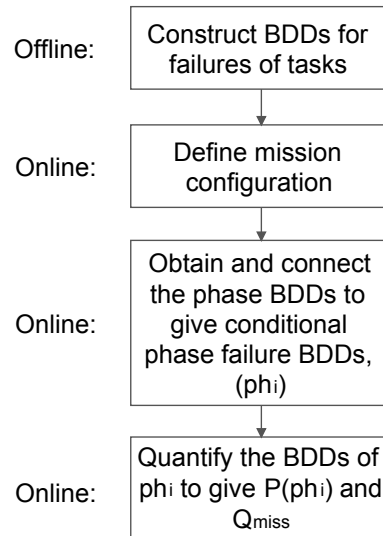 Offline:
Construct BDDs for
failures of tasks
Online:
Define mission
configuration
Online:
Obtain and connect
the phase BDDs to
give conditional
phase failure BDDs,
(phi)
Online:
Quantify the BDDs of
phi to give P(phi) and
Qmiss